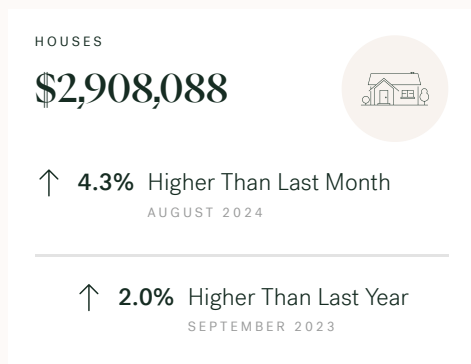 HOUSES
$2,908,088
↑ 4.3% Higher Than Last Month
AUGUST 2024
↑ 2.0% Higher Than Last Year
SEPTEMBER 2023